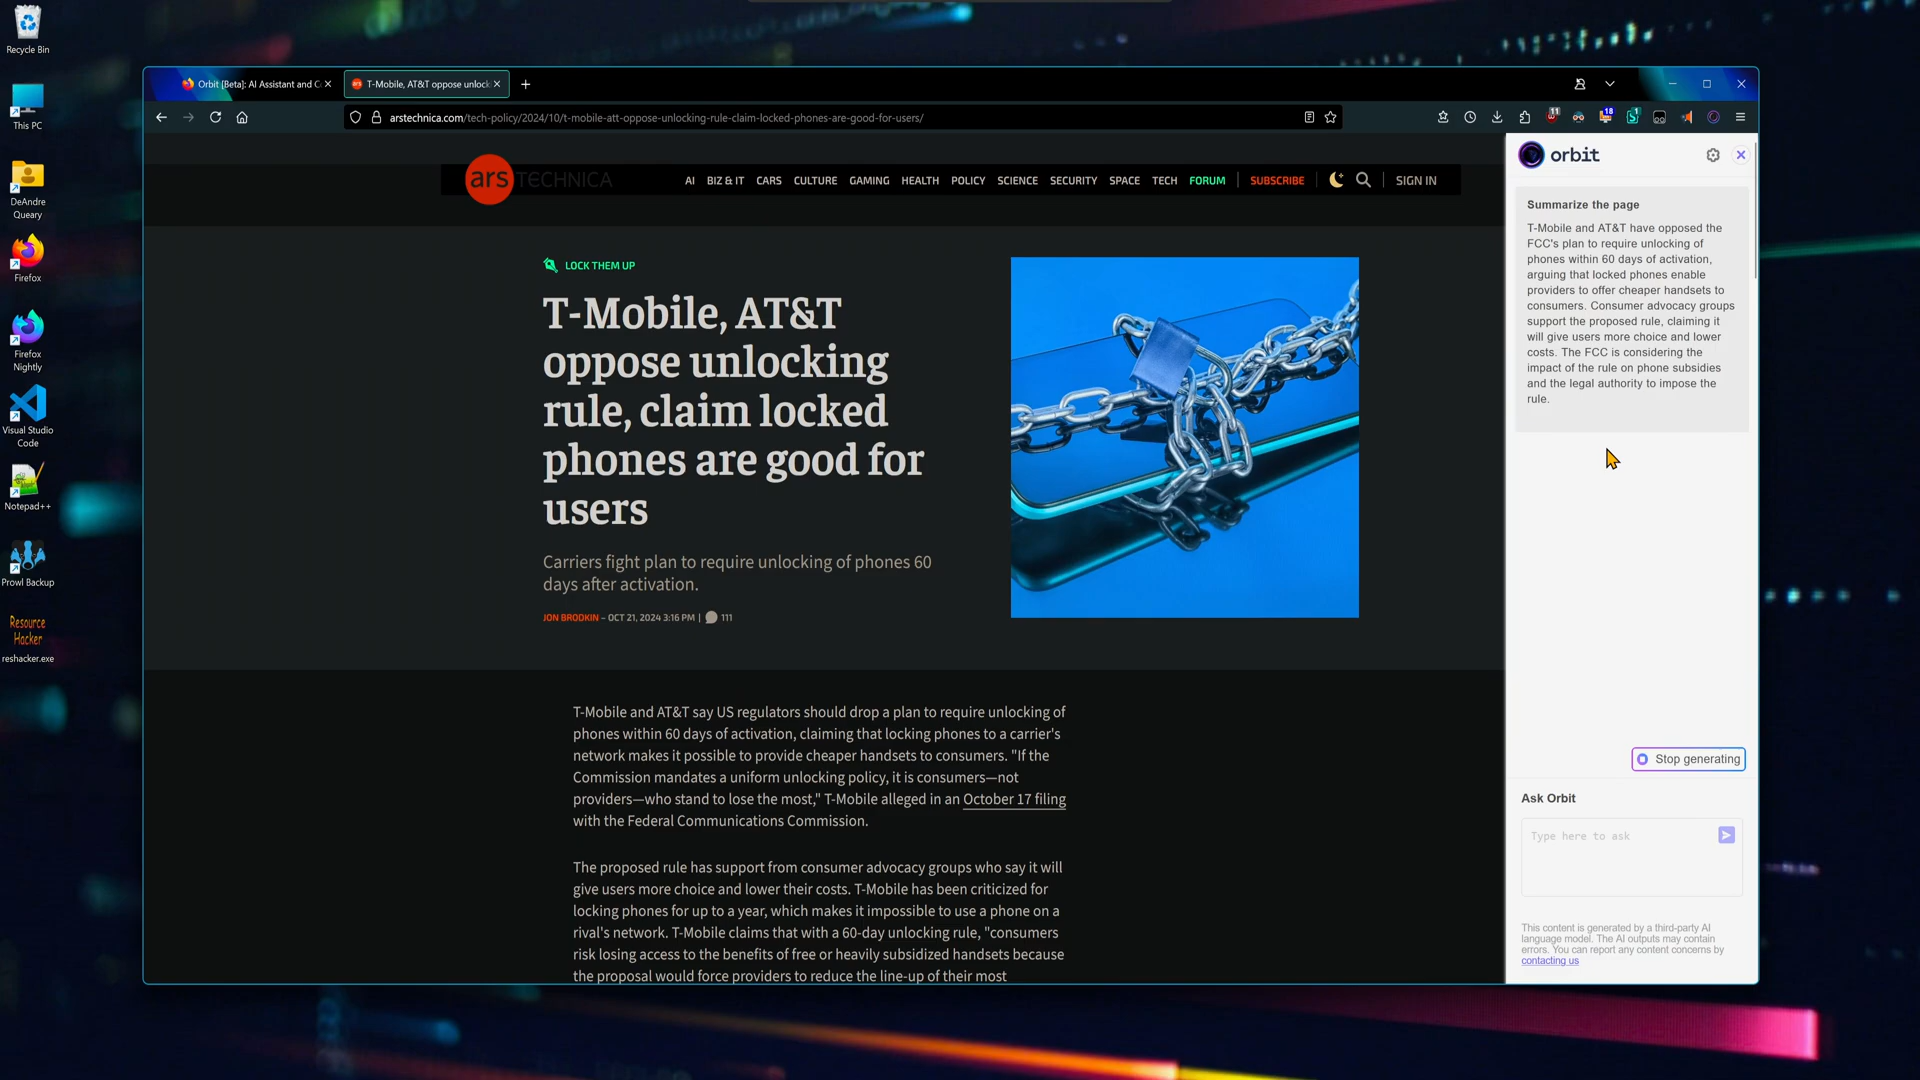 Recycle Bin
This PC
DeAndre
Queary
Firefox
Firefox
Nightly
Visual Studio
Code
Notepad++
Prowl Backup
Resource
Hacker
reshacker.exe
Orbit [Beta]: AI Assistant and C
T-Mobile, AT&T oppose unlock
arstechnica.com/tech-policy/2024/10/t-mobile-att-oppose-unlocking-rule-claim-locked-phones-are-good-for-users/
11
18
1
ars TECHNICA
AI BIZ & IT CARS CULTURE GAMING HEALTH POLICY SCIENCE SECURITY SPACE TECH FORUM SUBSCRIBE SIGN IN
LOCK THEM UP
T-Mobile, AT&T
oppose unlocking
rule, claim locked
phones are good for
users
Carriers fight plan to require unlocking of phones 60
days after activation.
JON BRODKIN – OCT 21, 2024 3:16 PM | 111
T-Mobile and AT&T say US regulators should drop a plan to require unlocking of
phones within 60 days of activation, claiming that locking phones to a carrier's
network makes it possible to provide cheaper handsets to consumers. "If the
Commission mandates a uniform unlocking policy, it is consumers—not
providers—who stand to lose the most," T-Mobile alleged in an October 17 filing
with the Federal Communications Commission.
The proposed rule has support from consumer advocacy groups who say it will
give users more choice and lower their costs. T-Mobile has been criticized for
locking phones for up to a year, which makes it impossible to use a phone on a
rival's network. T-Mobile claims that with a 60-day unlocking rule, "consumers
risk losing access to the benefits of free or heavily subsidized handsets because
the proposal would force providers to reduce the line-up of their most
orbit
Summarize the page
T-Mobile and AT&T have opposed the
FCC's plan to require unlocking of
phones within 60 days of activation,
arguing that locked phones enable
providers to offer cheaper handsets to
consumers. Consumer advocacy groups
support the proposed rule, claiming it
will give users more choice and lower
costs. The FCC is considering the
impact of the rule on phone subsidies
and the legal authority to impose the
rule.
Stop generating
Ask Orbit
Type here to ask
This content is generated by a third-party AI
language model. The AI outputs may contain
errors. You can report any content concerns by
contacting us